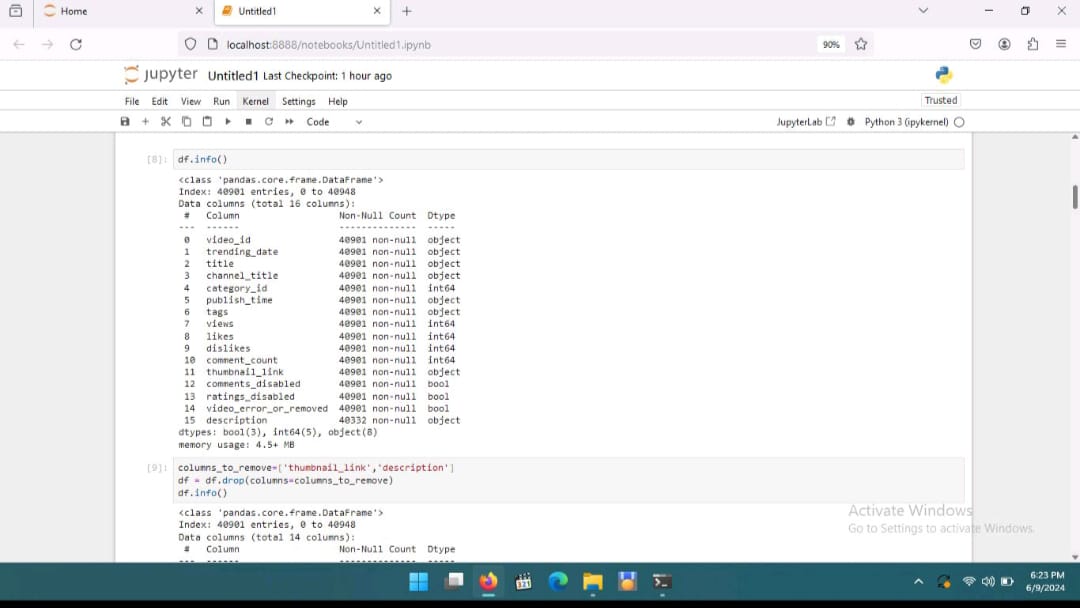 Home
Untitled1
localhost:8888/notebooks/Untitled1.ipynb
90%
jupyter Untitled1 Last Checkpoint: 1 hour ago
File Edit View Run Kernel Settings Help
Trusted
Code
JupyterLab
Python 3 (ipykernel)
[8]: df.info()
<class 'pandas.core.frame.DataFrame'>
Index: 40901 entries, 0 to 40948
Data columns (total 16 columns):
# Column Non-Null Count Dtype
--- ------ -------------- -----
0 video_id 40901 non-null object
1 trending_date 40901 non-null object
2 title 40901 non-null object
3 channel_title 40901 non-null object
4 category_id 40901 non-null int64
5 publish_time 40901 non-null object
6 tags 40901 non-null object
7 views 40901 non-null int64
8 likes 40901 non-null int64
9 dislikes 40901 non-null int64
10 comment_count 40901 non-null int64
11 thumbnail_link 40901 non-null object
12 comments_disabled 40901 non-null bool
13 ratings_disabled 40901 non-null bool
14 video_error_or_removed 40901 non-null bool
15 description 40332 non-null object
dtypes: bool(3), int64(5), object(8)
memory usage: 4.5+ MB
[9]: columns_to_remove=['thumbnail_link','description']
df = df.drop(columns=columns_to_remove)
df.info()
<class 'pandas.core.frame.DataFrame'>
Index: 40901 entries, 0 to 40948
Data columns (total 14 columns):
# Column Non-Null Count Dtype
--- ------ -------------- -----
Activate Windows
Go to Settings to activate Windows.
321
6:23 PM
6/9/2024